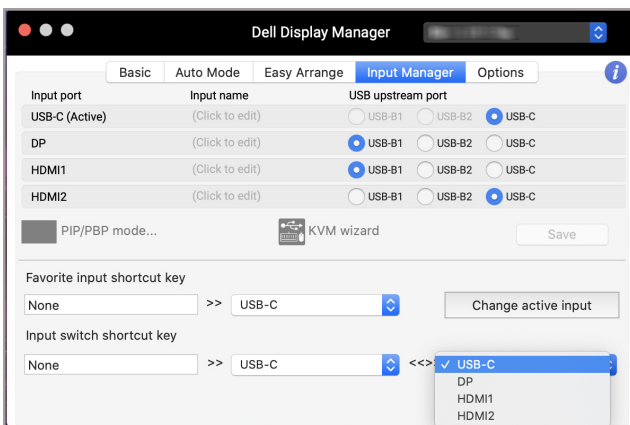 Dell Display Manager
Basic Auto Mode Easy Arrange Input Manager Options i
Input port Input name USB upstream port
USB-C (Active) (Click to edit) USB-B1 USB-B2 USB-C
DP (Click to edit) USB-B1 USB-B2 USB-C
HDMI1 (Click to edit) USB-B1 USB-B2 USB-C
HDMI2 (Click to edit) USB-B1 USB-B2 USB-C
PIP/PBP mode... KVM wizard Save
Favorite input shortcut key
None >> USB-C Change active input
Input switch shortcut key
None >> USB-C <<>> ✓ USB-C
DP
HDMI1
HDMI2